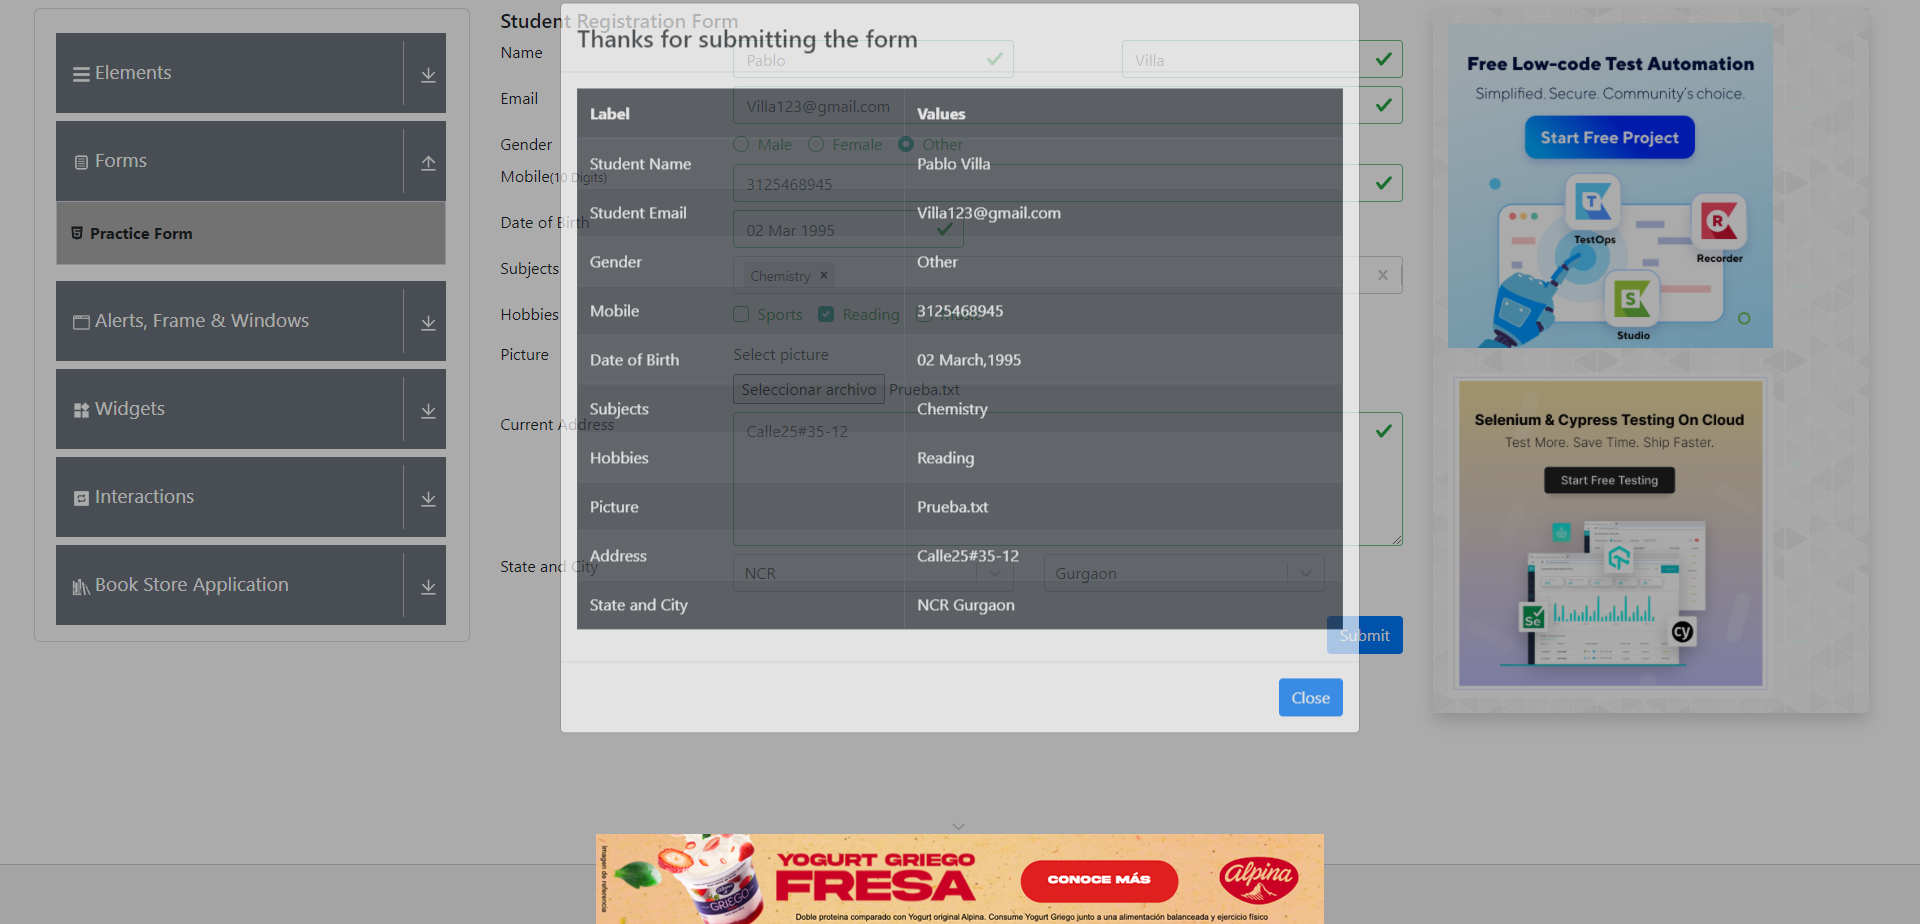 Elements
Forms
Practice Form
Alerts, Frame & Windows
Widgets
Interactions
Book Store Application
Student Registration Form
Name
Pablo
Villa
Email
Villa123@gmail.com
Gender
Male
Female
Other
Mobile(10 Digits)
3125468945
Date of Birth
02 Mar 1995
Subjects
Chemistry ×
Hobbies
Sports
Reading
Picture
Select picture
Seleccionar archivo Prueba.txt
Current Address
Calle25#35-12
State and City
NCR
Gurgaon
Submit
Thanks for submitting the form
Label Values
Student Name Pablo Villa
Student Email Villa123@gmail.com
Gender Other
Mobile 3125468945
Date of Birth 02 March,1995
Subjects Chemistry
Hobbies Reading
Picture Prueba.txt
Address Calle25#35-12
State and City NCR Gurgaon
Close
Free Low-code Test Automation
Simplified. Secure. Community's choice.
Start Free Project
T
TestOps
R
Recorder
S
Studio
Selenium & Cypress Testing On Cloud
Test More. Save Time. Ship Faster.
Start Free Testing
Se
cy
Imagen de referencia
GRIEGO
YOGURT GRIEGO
FRESA
CONOCE MÁS
Alpina
Doble proteina comparado con Yogurt original Alpina. Consume Yogurt Griego junto a una alimentación balanceada y ejercicio físico